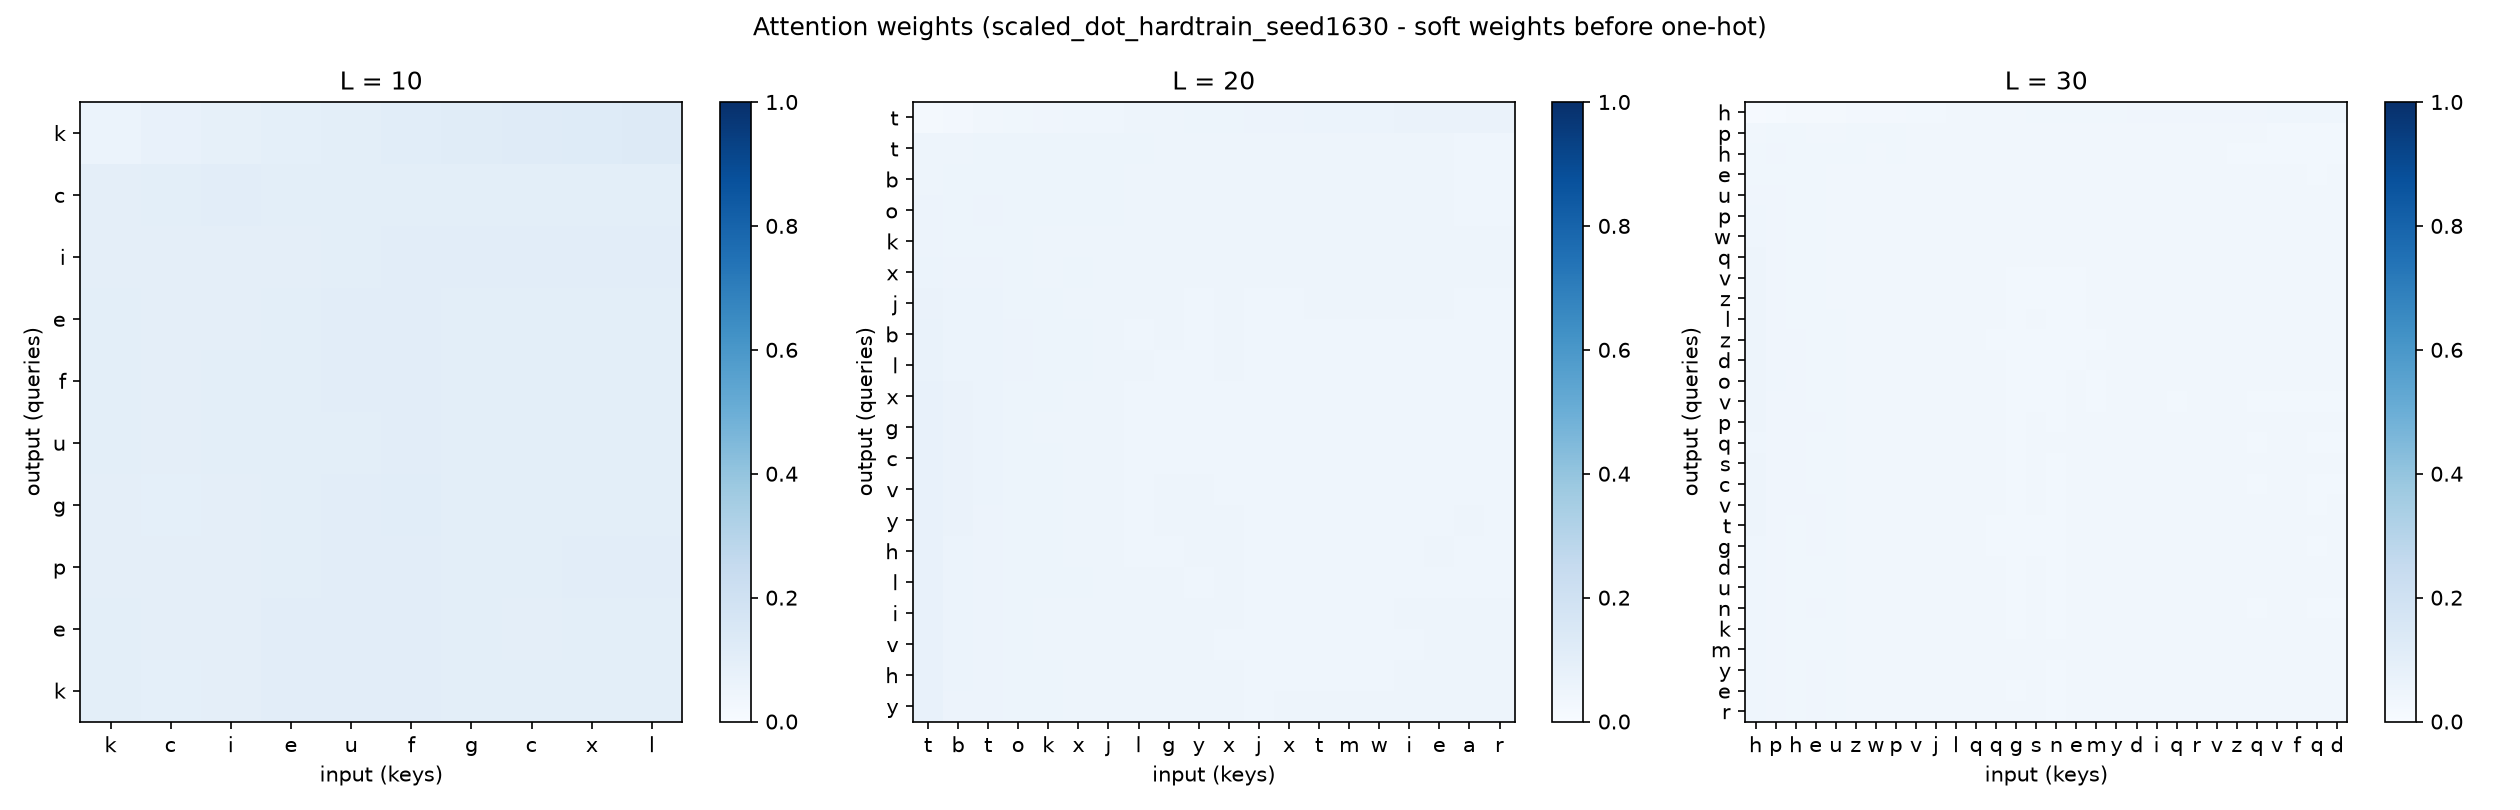 Attention weights (scaled_dot_hardtrain_seed1630 - soft weights before one-hot)
L = 10
output (queries)
k
c
i
e
f
u
g
p
e
k
k c i e u f g c x l
input (keys)
1.0
0.8
0.6
0.4
0.2
0.0
L = 20
output (queries)
t
t
b
o
k
x
j
b
l
x
g
c
v
y
h
l
i
v
h
y
t b t o k x j l g y x j x t m w i e a r
input (keys)
1.0
0.8
0.6
0.4
0.2
0.0
L = 30
output (queries)
h
p
h
e
u
p
w
q
v
z
l
z
d
o
v
p
q
s
c
v
t
g
d
u
n
k
m
y
e
r
h p h e u z w p v j l q q g s n e m y d i q r v z q v f q d
input (keys)
1.0
0.8
0.6
0.4
0.2
0.0